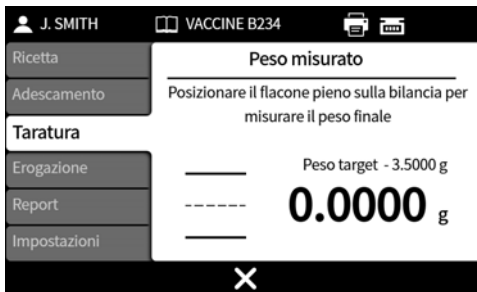 J. SMITH
VACCINE B234
Ricetta
Adescamento
Taratura
Erogazione
Report
Impostazioni
Peso misurato
Posizionare il flacone pieno sulla bilancia per
misurare il peso finale
Peso target - 3.5000 g
0.0000 g